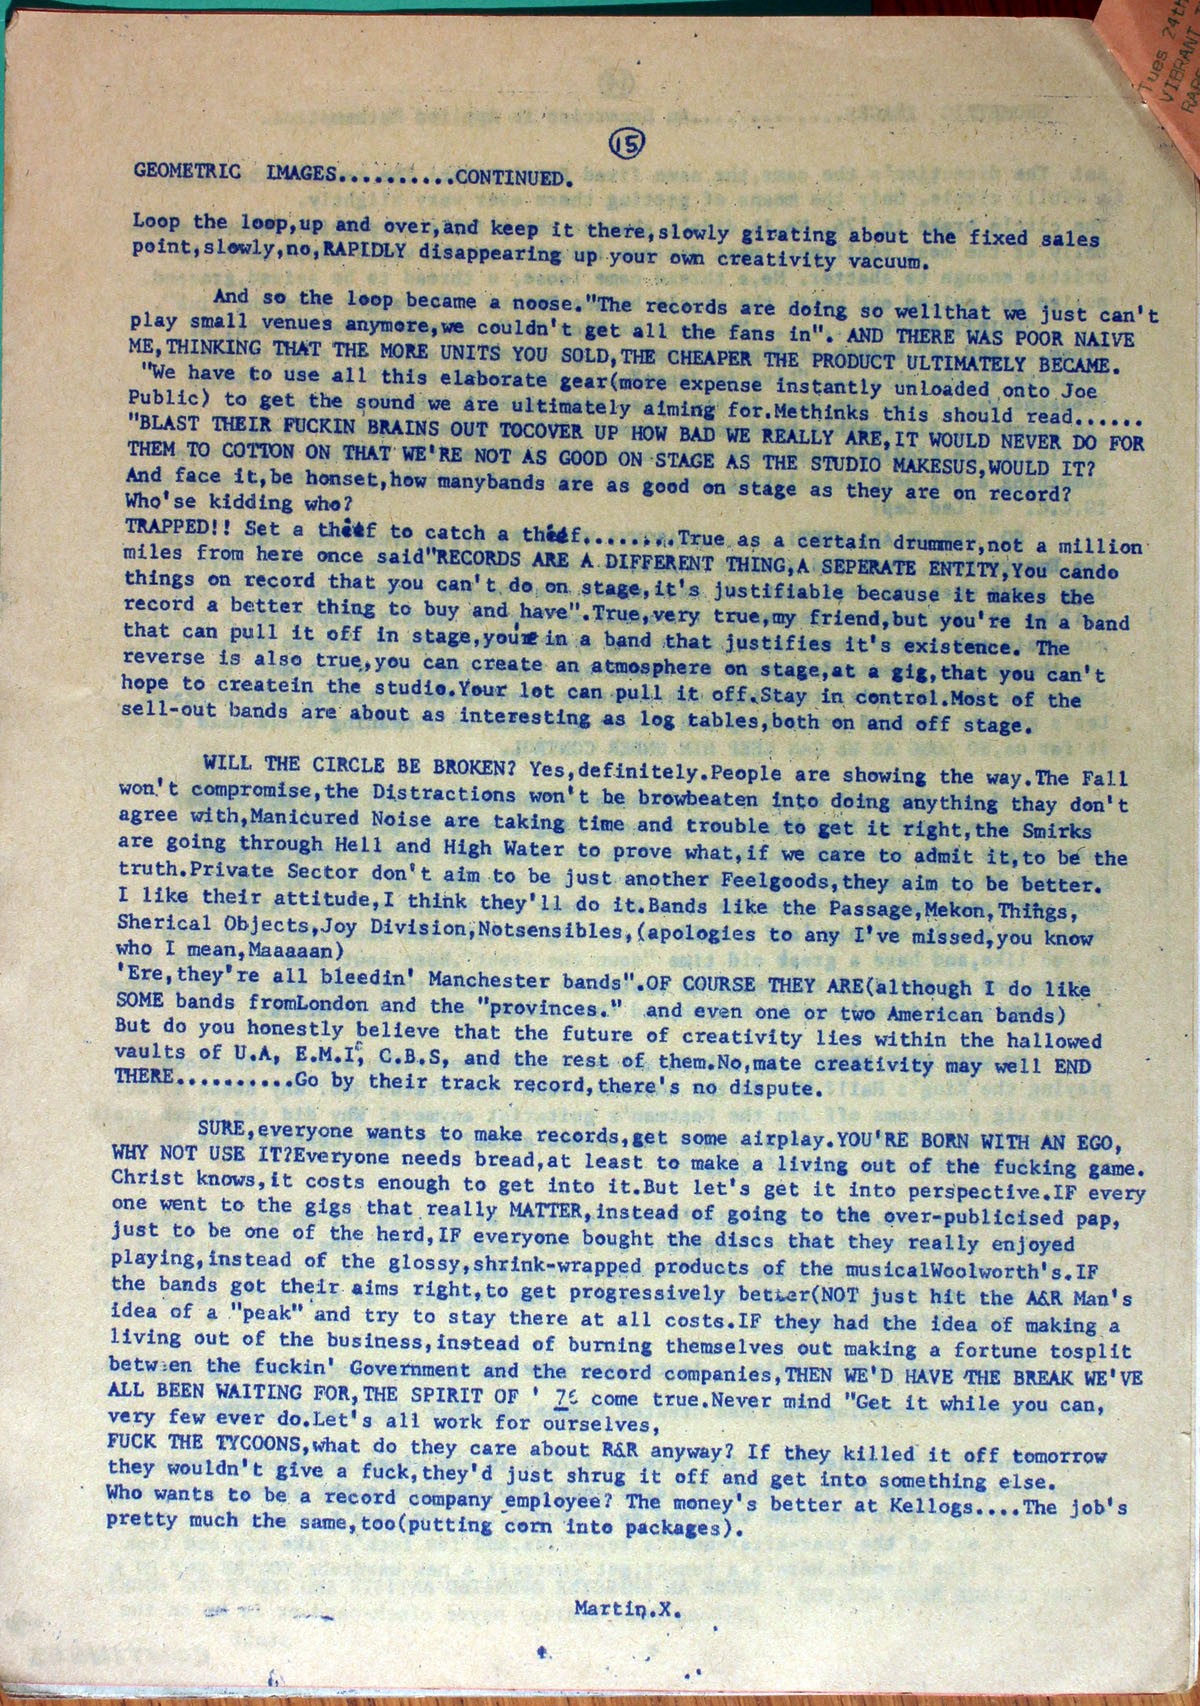 Tues 24th
VIBRANT
RARE
15
GEOMETRIC IMAGES..........CONTINUED.
Loop the loop,up and over,and keep it there,slowly girating about the fixed sales
point,slowly,no,RAPIDLY disappearing up your own creativity vacuum.
And so the loop became a noose."The records are doing so wellthat we just can't
play small venues anymore,we couldn't get all the fans in". AND THERE WAS POOR NAIVE
ME,THINKING THAT THE MORE UNITS YOU SOLD,THE CHEAPER THE PRODUCT ULTIMATELY BECAME.
"We have to use all this elaborate gear(more expense instantly unloaded onto Joe
Public) to get the sound we are ultimately aiming for.Methinks this should read......
"BLAST THEIR FUCKIN BRAINS OUT TOCOVER UP HOW BAD WE REALLY ARE,IT WOULD NEVER DO FOR
THEM TO COTTON ON THAT WE'RE NOT AS GOOD ON STAGE AS THE STUDIO MAKESUS,WOULD IT?
And face it,be honset,how manybands are as good on stage as they are on record?
Who'se kidding who?
TRAPPED!! Set a thief to catch a thief........True as a certain drummer,not a million
miles from here once said"RECORDS ARE A DIFFERENT THING,A SEPERATE ENTITY,You cando
things on record that you can't do on stage,it's justifiable because it makes the
record a better thing to buy and have".True,very true,my friend,but you're in a band
that can pull it off in stage,you're in a band that justifies it's existence. The
reverse is also true,you can create an atmosphere on stage,at a gig,that you can't
hope to createin the studio.Your lot can pull it off.Stay in control.Most of the
sell-out bands are about as interesting as log tables,both on and off stage.
WILL THE CIRCLE BE BROKEN? Yes,definitely.People are showing the way.The Fall
won't compromise,the Distractions won't be browbeaten into doing anything thay don't
agree with,Manicured Noise are taking time and trouble to get it right,the Smirks
are going through Hell and High Water to prove what,if we care to admit it,to be the
truth.Private Sector don't aim to be just another Feelgoods,they aim to be better.
I like their attitude,I think they'll do it.Bands like the Passage,Mekon,Things,
Sherical Objects,Joy Division,Notsensibles,(apologies to any I've missed,you know
who I mean,Maaaaan)
'Ere,they're all bleedin' Manchester bands".OF COURSE THEY ARE(although I do like
SOME bands fromLondon and the "provinces." and even one or two American bands)
But do you honestly believe that the future of creativity lies within the hallowed
vaults of U.A, E.M.I, C.B.S, and the rest of them.No,mate creativity may well END
THERE..........Go by their track record,there's no dispute.
SURE,everyone wants to make records,get some airplay.YOU'RE BORN WITH AN EGO,
WHY NOT USE IT?Everyone needs bread,at least to make a living out of the fucking game.
Christ knows,it costs enough to get into it.But let's get it into perspective.IF every
one went to the gigs that really MATTER,instead of going to the over-publicised pap,
just to be one of the herd,IF everyone bought the discs that they really enjoyed
playing,instead of the glossy,shrink-wrapped products of the musicalWoolworth's.IF
the bands got their aims right,to get progressively better(NOT just hit the A&R Man's
idea of a "peak" and try to stay there at all costs.IF they had the idea of making a
living out of the business,instead of burning themselves out making a fortune tosplit
between the fuckin' Government and the record companies,THEN WE'D HAVE THE BREAK WE'VE
ALL BEEN WAITING FOR,THE SPIRIT OF ' 76 come true.Never mind "Get it while you can,
very few ever do.Let's all work for ourselves,
FUCK THE TYCOONS,what do they care about R&R anyway? If they killed it off tomorrow
they wouldn't give a fuck,they'd just shrug it off and get into something else.
Who wants to be a record company employee? The money's better at Kellogs....The job's
pretty much the same,too(putting corn into packages).
Martin.X.